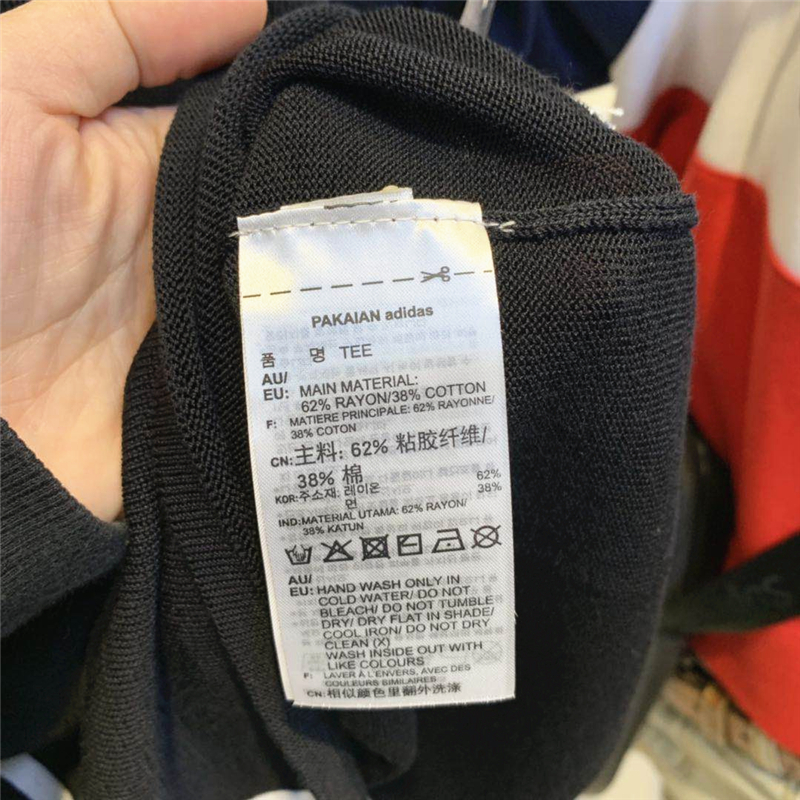 PAKAIAN adidas
품 명 TEE
AU/
EU: MAIN MATERIAL:
62% RAYON/38% COTTON
F: MATIERE PRINCIPALE: 62% RAYONNE/
38% COTON
CN:主料: 62% 粘胶纤维/
38% 棉
KOR:주소재: 레이온 62%
면 38%
IND:MATERIAL UTAMA: 62% RAYON/
38% KATUN
AU/
EU: HAND WASH ONLY IN
COLD WATER/ DO NOT
BLEACH/ DO NOT TUMBLE
DRY/ DRY FLAT IN SHADE/
COOL IRON/ DO NOT DRY
CLEAN (X)
WASH INSIDE OUT WITH
LIKE COLOURS
F: LAVER À L'ENVERS, AVEC DES
COULEURS SIMILAIRES
CN:相似颜色里翻外洗涤